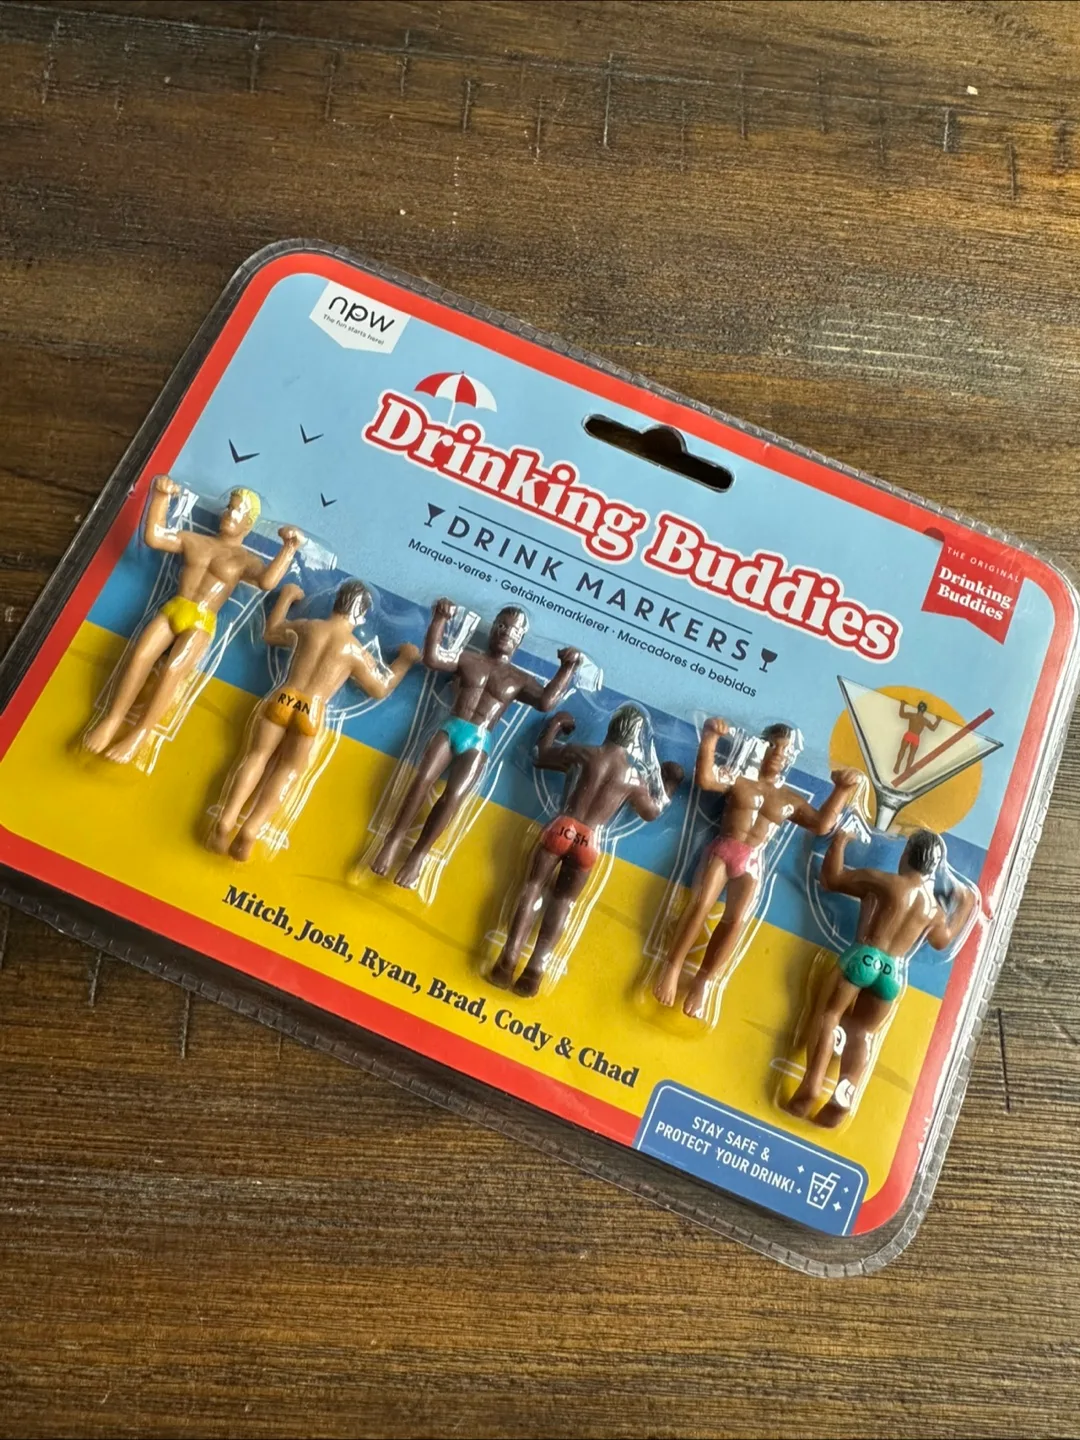 npw
The fun starts here!
Drinking Buddies
DRINK MARKERS
Marque-verres · Getränkemarkierer · Marcadores de bebidas
THE ORIGINAL
Drinking
Buddies
RYAN
JOSH
COD
Mitch, Josh, Ryan, Brad, Cody & Chad
STAY SAFE &
PROTECT YOUR DRINK!